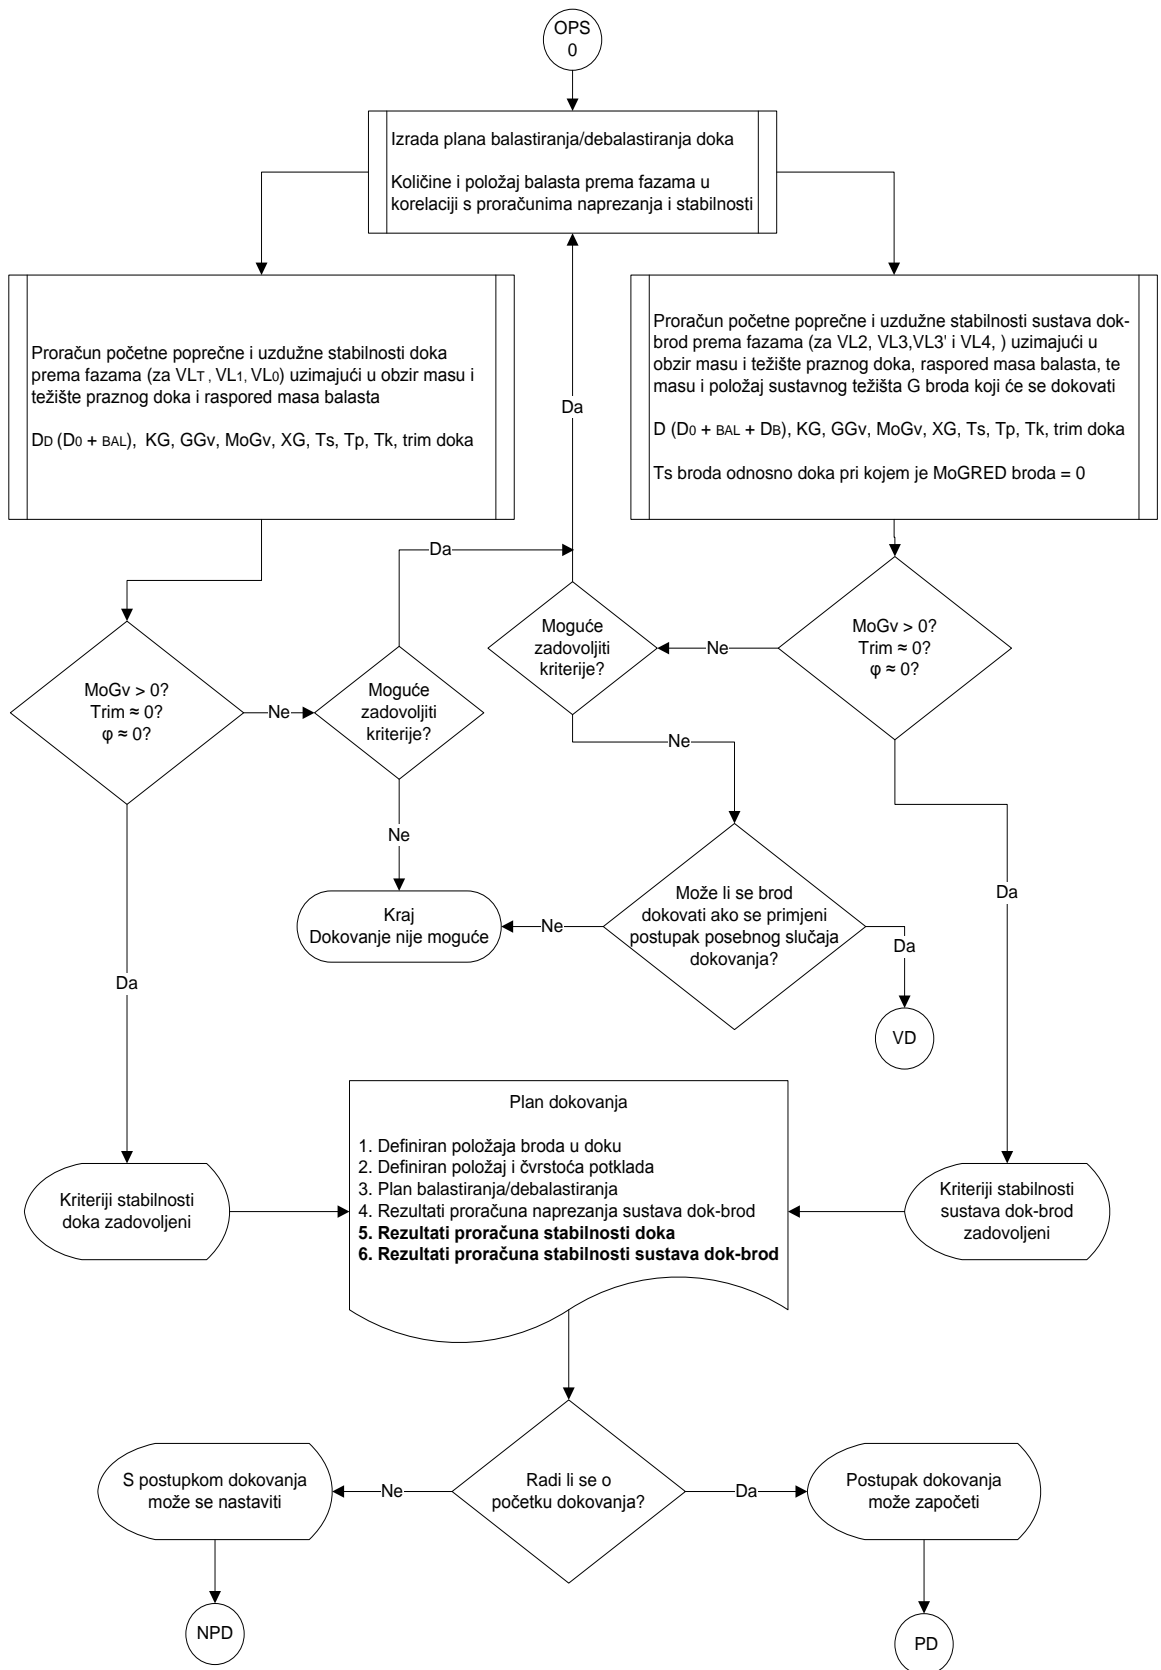 OPS
0
Izrada plana balastiranja/debalastiranja doka
Količine i položaj balasta prema fazama u
korelaciji s proračunima naprezanja i stabilnosti
Proračun početne poprečne i uzdužne stabilnosti doka
prema fazama (za VLT , VL1, VL0) uzimajući u obzir masu i
težište praznog doka i raspored masa balasta
DD (D0 + BAL), KG, GGv, MoGv, XG, Ts, Tp, Tk, trim doka
Proračun početne poprečne i uzdužne stabilnosti sustava dok-
brod prema fazama (za VL2, VL3,VL3' i VL4, ) uzimajući u
obzir masu i težište praznog doka, raspored masa balasta, te
masu i položaj sustavnog težišta G broda koji će se dokovati
D (D0 + BAL + DB), KG, GGv, MoGv, XG, Ts, Tp, Tk, trim doka
Ts broda odnosno doka pri kojem je MoGRED broda = 0
Da
Da
MoGv > 0?
Trim ≈ 0?
φ ≈ 0?
Ne
Moguće
zadovoljiti
kriterije?
Moguće
zadovoljiti
kriterije?
Ne
MoGv > 0?
Trim ≈ 0?
φ ≈ 0?
Ne
Ne
Da
Da
Kraj
Dokovanje nije moguće
Ne
Može li se brod
dokovati ako se primjeni
postupak posebnog slučaja
dokovanja?
Da
VD
Kriteriji stabilnosti
doka zadovoljeni
Plan dokovanja
1. Definiran položaja broda u doku
2. Definiran položaj i čvrstoća potklada
3. Plan balastiranja/debalastiranja
4. Rezultati proračuna naprezanja sustava dok-brod
5. Rezultati proračuna stabilnosti doka
6. Rezultati proračuna stabilnosti sustava dok-brod
Kriteriji stabilnosti
sustava dok-brod
zadovoljeni
S postupkom dokovanja
može se nastaviti
Ne
Radi li se o
početku dokovanja?
Da
Postupak dokovanja
može započeti
NPD
PD